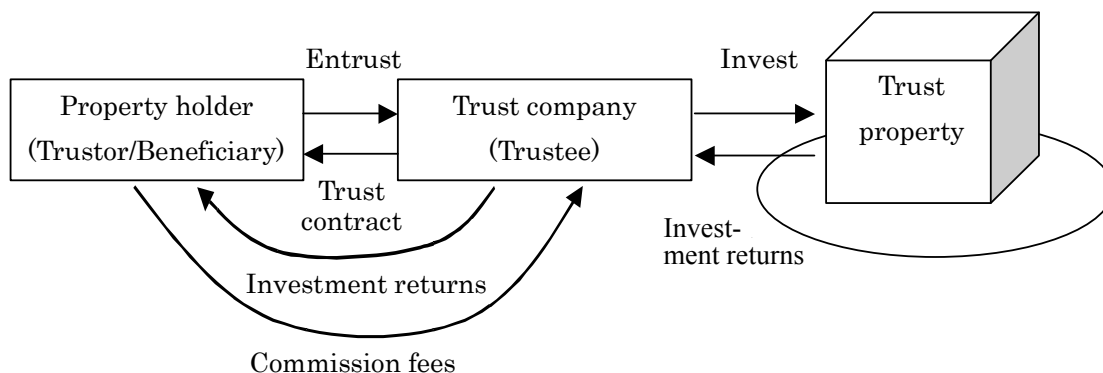 Entrust
Invest
Property holder
(Trustor/Beneficiary)
Trust company
(Trustee)
Trust
property
Trust
contract
Invest-
ment returns
Investment returns
Commission fees